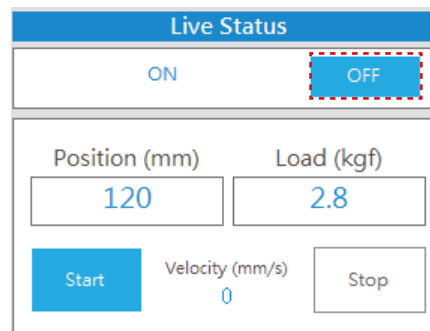 Live Status
ON OFF
Position (mm) Load (kgf)
120 2.8
Start Velocity (mm/s) Stop
0